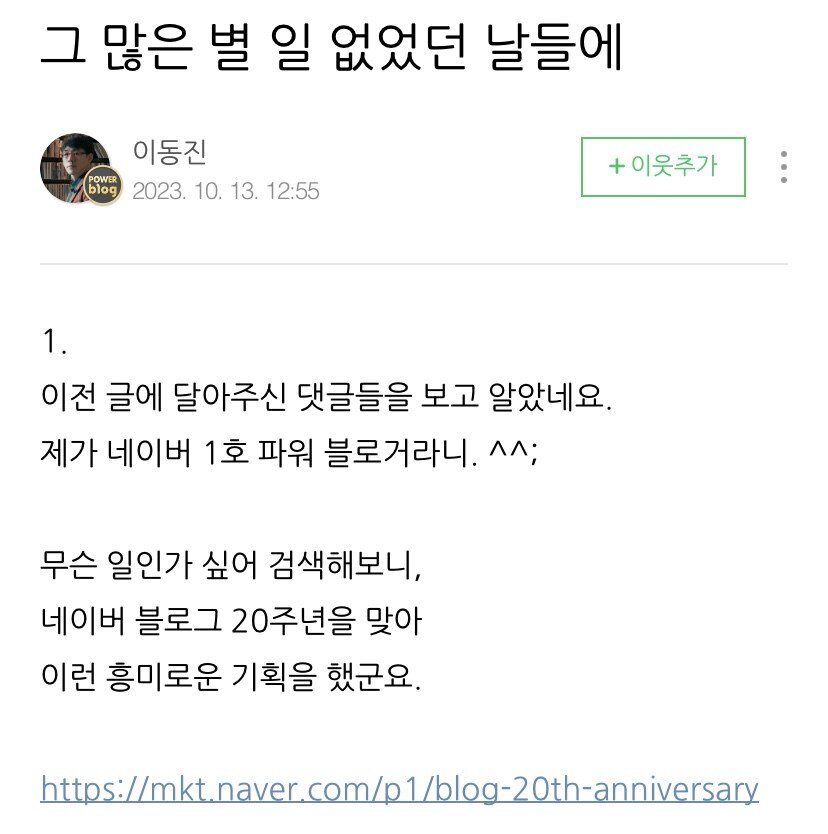 그 많은 별 일 없었던 날들에
이동진
POWER
blog
2023. 10. 13. 12:55
+ 이웃추가
1.
이전 글에 달아주신 댓글들을 보고 알았네요.
제가 네이버 1호 파워 블로거라니. ^^;
무슨 일인가 싶어 검색해보니,
네이버 블로그 20주년을 맞아
이런 흥미로운 기획을 했군요.
https://mkt.naver.com/p1/blog-20th-anniversary